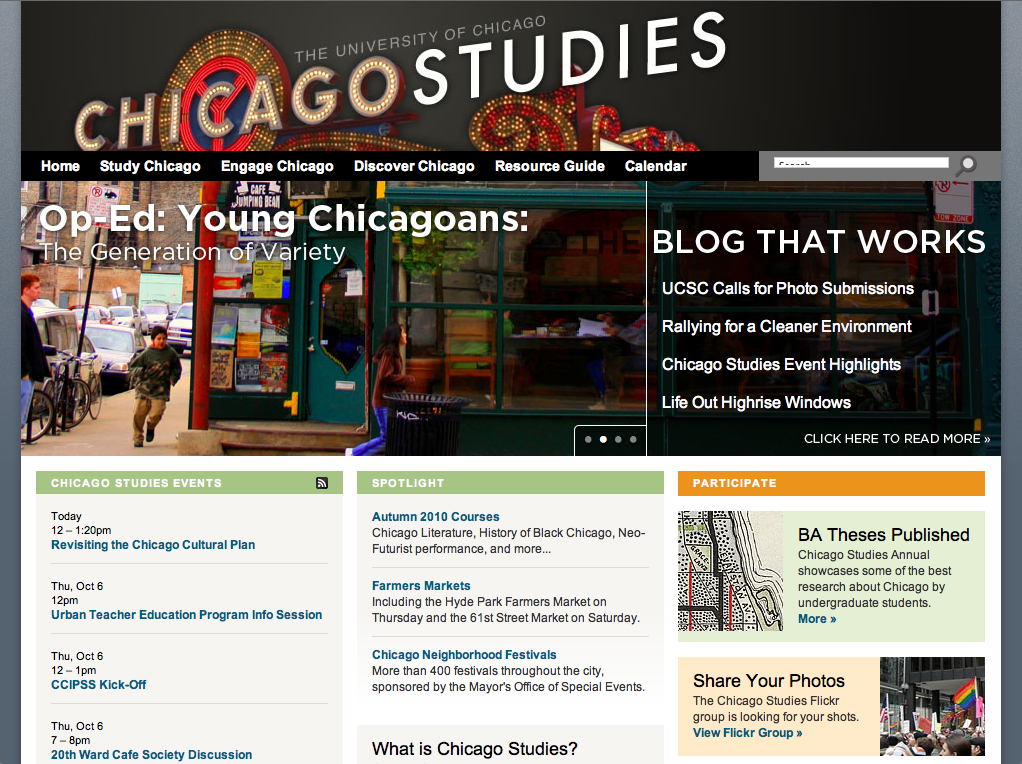 THE UNIVERSITY OF CHICAGO
CHICAGO STUDIES
Home Study Chicago Engage Chicago Discover Chicago Resource Guide Calendar
Search
CAFE
JUMPING BEAN
TOW ZONE
Op-Ed: Young Chicagoans:
The Generation of Variety
THE BLOG THAT WORKS
UCSC Calls for Photo Submissions
Rallying for a Cleaner Environment
Chicago Studies Event Highlights
Life Out Highrise Windows
CLICK HERE TO READ MORE »
CHICAGO STUDIES EVENTS
Today
12 – 1:20pm
Revisiting the Chicago Cultural Plan
Thu, Oct 6
12pm
Urban Teacher Education Program Info Session
Thu, Oct 6
12 – 1pm
CCIPSS Kick-Off
Thu, Oct 6
7 – 8pm
20th Ward Cafe Society Discussion
SPOTLIGHT
Autumn 2010 Courses
Chicago Literature, History of Black Chicago, Neo-
Futurist performance, and more...
Farmers Markets
Including the Hyde Park Farmers Market on
Thursday and the 61st Street Market on Saturday.
Chicago Neighborhood Festivals
More than 400 festivals throughout the city,
sponsored by the Mayor's Office of Special Events.
What is Chicago Studies?
PARTICIPATE
BA Theses Published
Chicago Studies Annual
showcases some of the best
research about Chicago by
undergraduate students.
More »
Share Your Photos
The Chicago Studies Flickr
group is looking for your shots.
View Flickr Group »